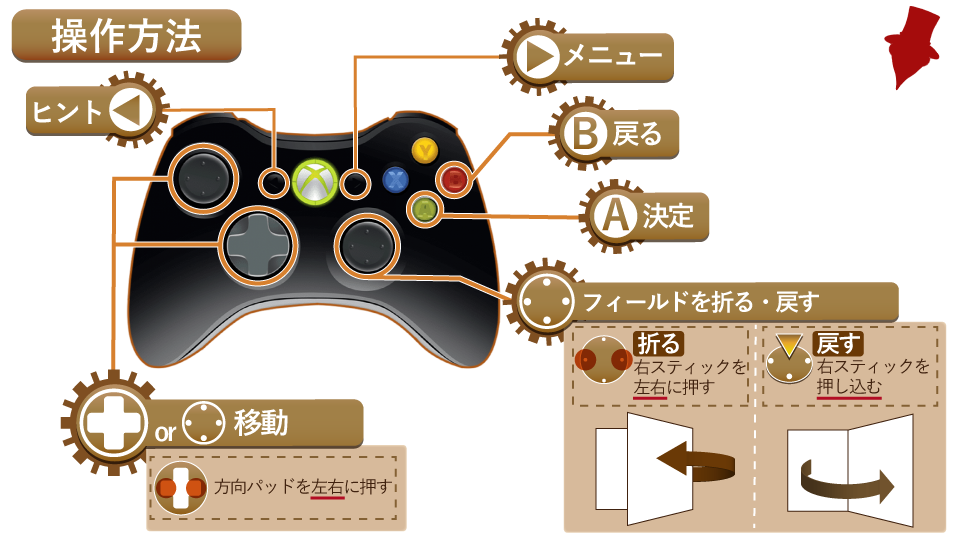 操作方法
メニュー
ヒント
B 戻る
A 決定
Y
X
フィールドを折る・戻す
折る
右スティックを
左右に押す
戻す
右スティックを
押し込む
or 移動
方向パッドを左右に押す